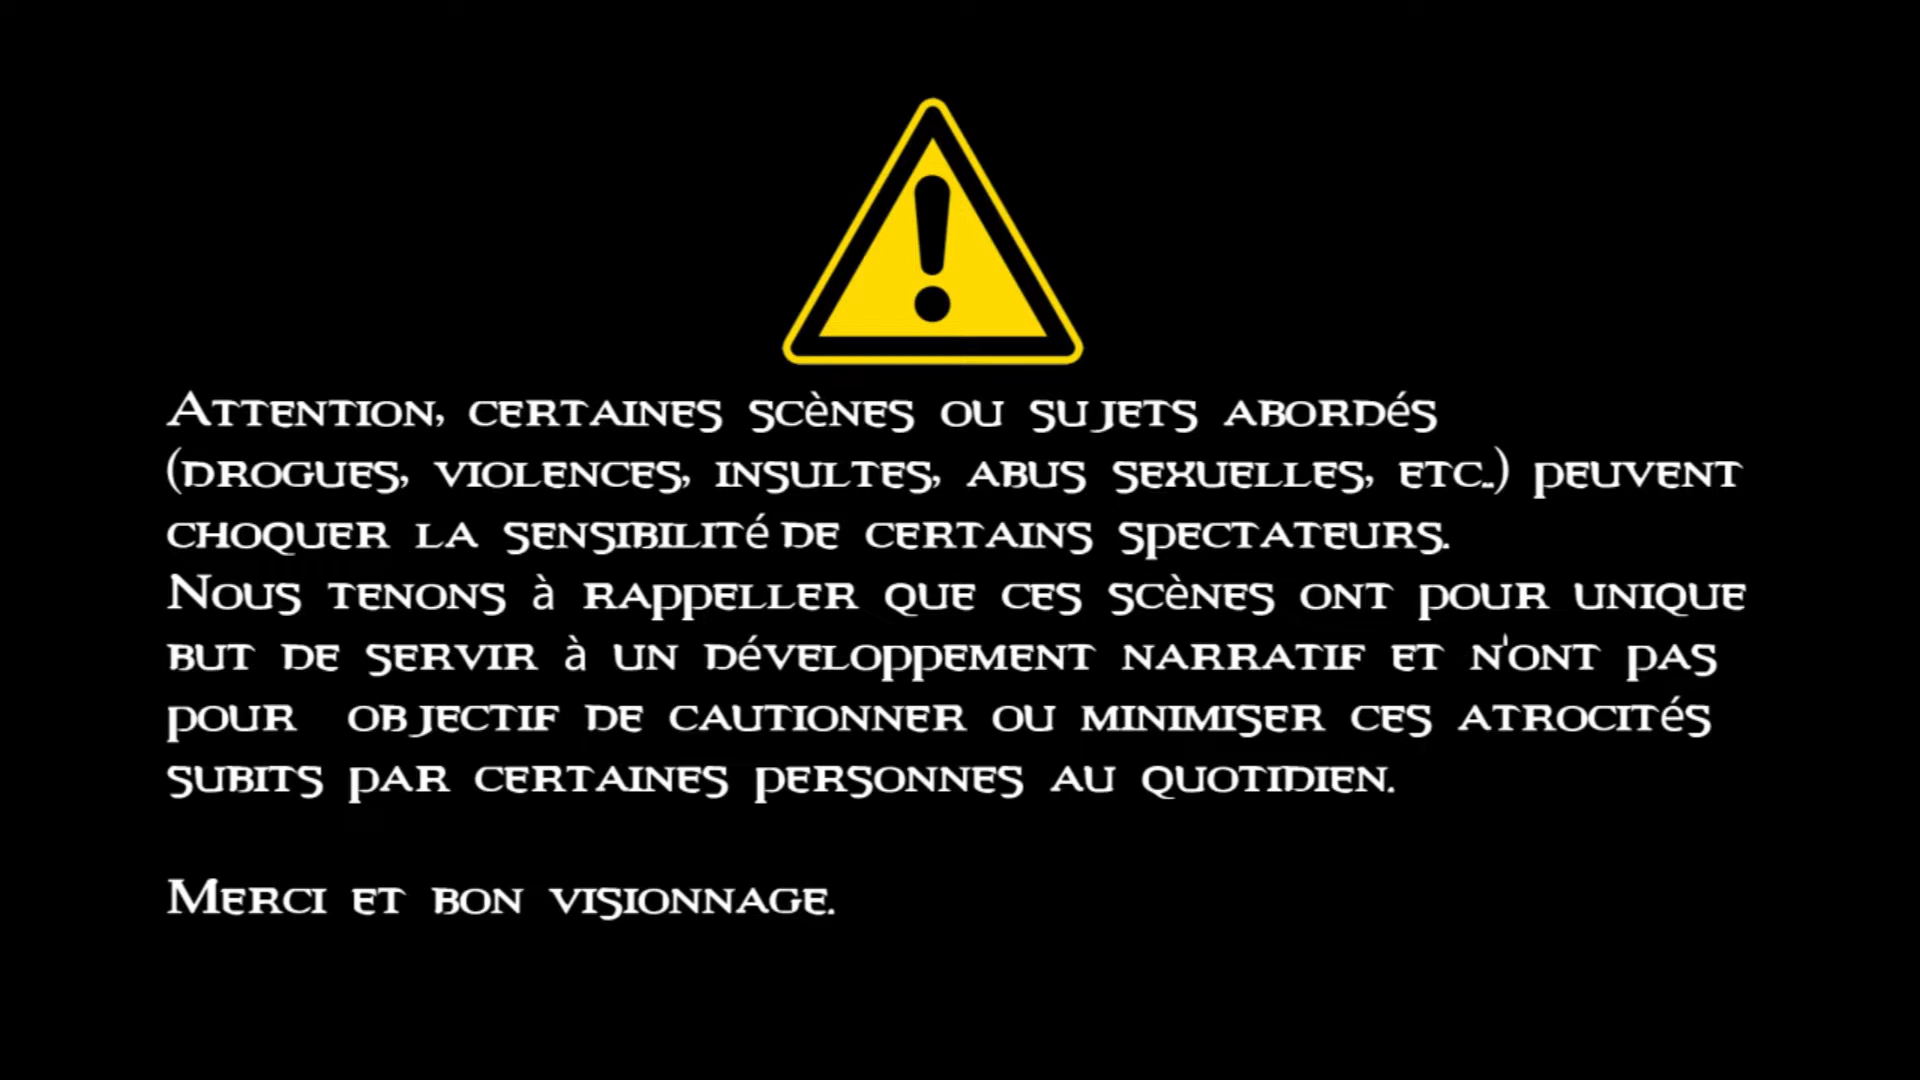 Attention, certaines scènes ou sujets abordés
(drogues, violences, insultes, abus sexuelles, etc..) peuvent
choquer la sensibilité de certains spectateurs.
Nous tenons à rappeller que ces scènes ont pour unique
but de servir à un développement narratif et n'ont pas
pour objectif de cautionner ou minimiser ces atrocités
subits par certaines personnes au quotidien.
Merci et bon visionnage.